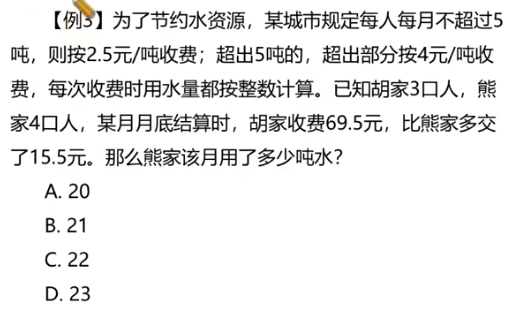 【例3】为了节约水资源，某城市规定每人每月不超过5
吨，则按2.5元/吨收费；超出5吨的，超出部分按4元/吨收
费，每次收费时用水量都按整数计算。已知胡家3口人，熊
家4口人，某月月底结算时，胡家收费69.5元，比熊家多交
了15.5元。那么熊家该月用了多少吨水？
A. 20
B. 21
C. 22
D. 23